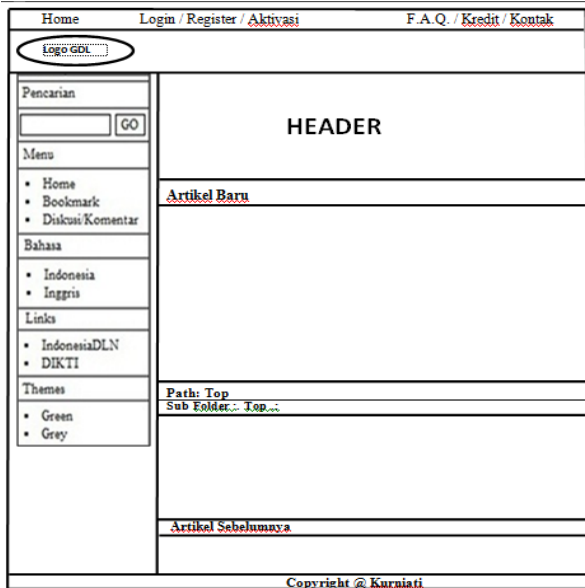 Home Login / Register / Aktivasi F.A.Q. / Kredit / Kontak
Logo GDL
Pencarian
GO
Menu
Home
Bookmark
Diskusi/Komentar
Bahasa
Indonesia
Inggris
Links
IndonesiaDLN
DIKTI
Themes
Green
Grey
HEADER
Artikel Baru
Path: Top
Sub Folder : Top .:
Artikel Sebelumnya
Copyright @ Kurniati